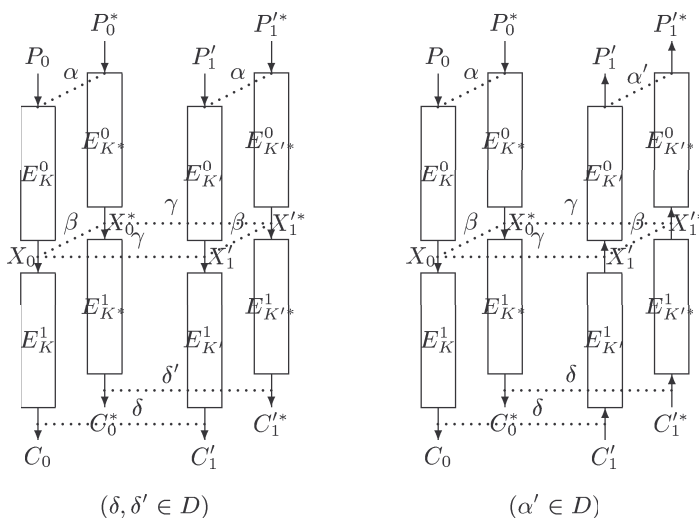 P_0^* P_1'^* P_0^* P_1'^*
P_0 α P_1' α P_0 α P_1' α'
E_{K^*}^0 E_{K'^*}^0 E_{K^*}^0 E_{K'^*}^0
E_K^0 E_{K'}^0 E_K^0 E_{K'}^0
γ γ
β X_0^* β X_1'^* β X_0^* β X_1'^*
γ γ
X_0 X_1' X_0 X_1'
E_{K^*}^1 E_{K'^*}^1 E_{K^*}^1 E_{K'^*}^1
E_K^1 E_{K'}^1 E_K^1 E_{K'}^1
δ' δ
δ δ
C_0^* C_1'^* C_0^* C_1'^*
C_0 C_1' C_0 C_1'
(δ, δ' ∈ D) (α' ∈ D)